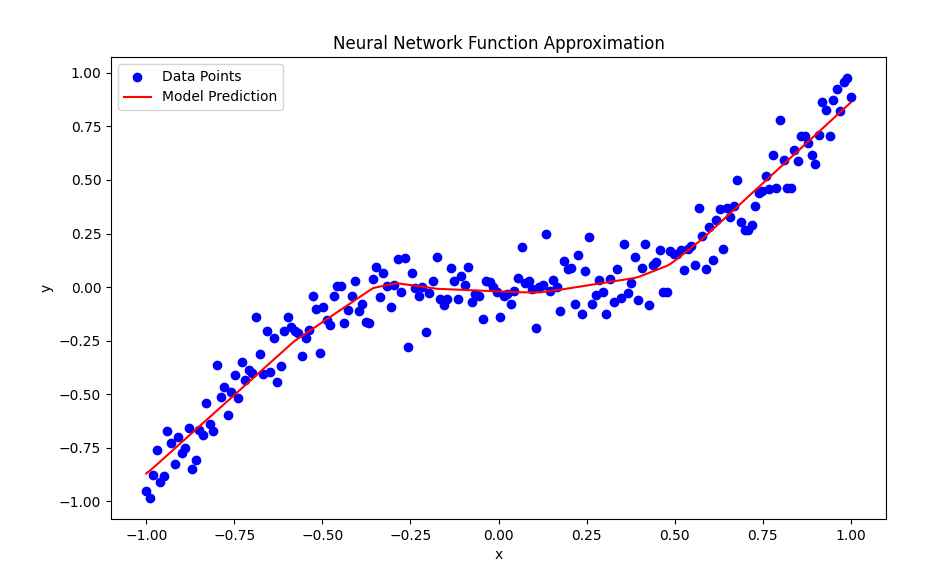 Neural Network Function Approximation
Data Points
Model Prediction
1.00
0.75
0.50
0.25
0.00
−0.25
−0.50
−0.75
−1.00
y
−1.00 −0.75 −0.50 −0.25 0.00 0.25 0.50 0.75 1.00
x